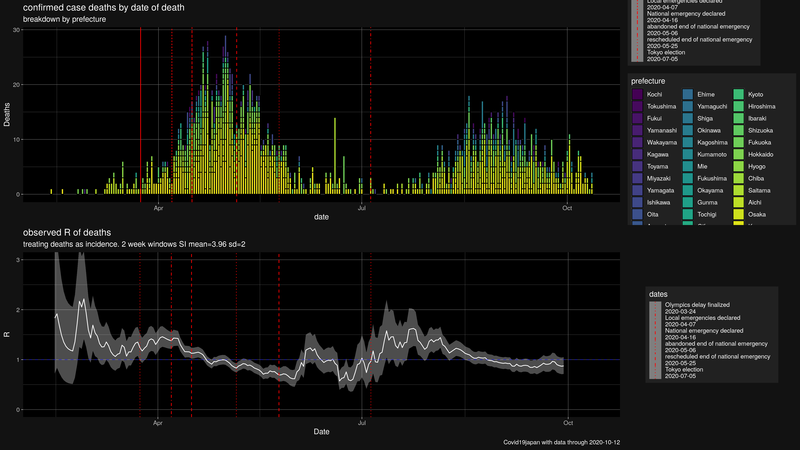 confirmed case deaths by date of death
breakdown by prefecture
Deaths
30
20
10
0
Apr
Jul
Oct
date
Local emergencies declared
2020-04-07
National emergency declared
2020-04-16
abandoned end of national emergency
2020-05-06
rescheduled end of national emergency
2020-05-25
Tokyo election
2020-07-05
prefecture
Kochi Ehime Kyoto
Tokushima Yamaguchi Hiroshima
Fukui Shiga Ibaraki
Yamanashi Okinawa Shizuoka
Wakayama Kagoshima Fukuoka
Kagawa Kumamoto Hokkaido
Toyama Mie Hyogo
Miyazaki Fukushima Chiba
Yamagata Okayama Saitama
Ishikawa Gunma Aichi
Oita Tochigi Osaka
observed R of deaths
treating deaths as incidence. 2 week windows SI mean=3.96 sd=2
R
3
2
1
0
Apr
Jul
Oct
Date
dates
Olympics delay finalized
2020-03-24
Local emergencies declared
2020-04-07
National emergency declared
2020-04-16
abandoned end of national emergency
2020-05-06
rescheduled end of national emergency
2020-05-25
Tokyo election
2020-07-05
Covid19japan with data through 2020-10-12